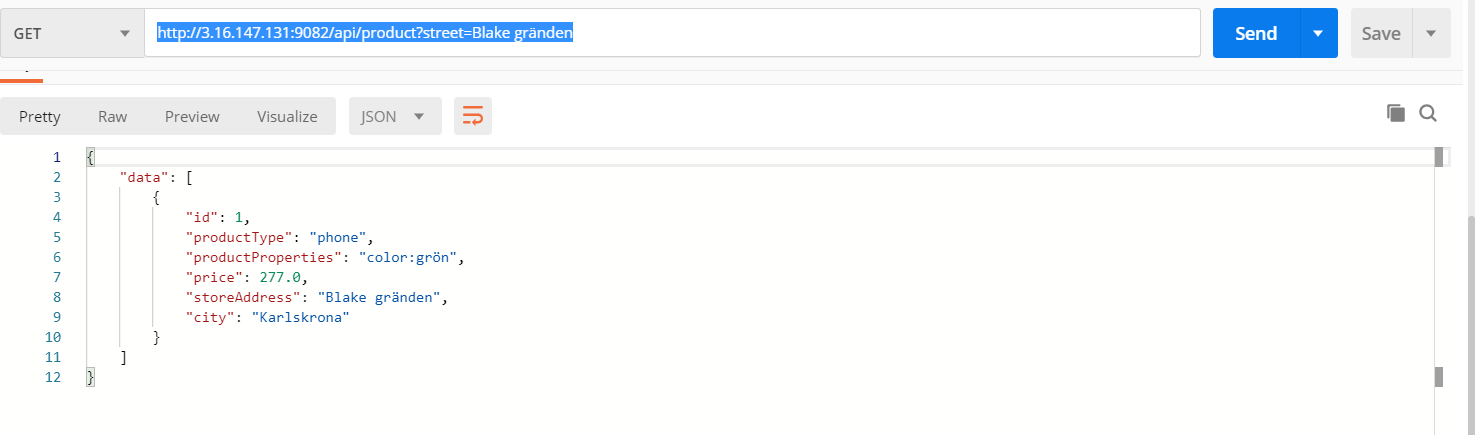 GET http://3.16.147.131:9082/api/product?street=Blake gränden Send Save
Pretty Raw Preview Visualize JSON
1 {
2 "data": [
3 {
4 "id": 1,
5 "productType": "phone",
6 "productProperties": "color:grön",
7 "price": 277.0,
8 "storeAddress": "Blake gränden",
9 "city": "Karlskrona"
10 }
11 ]
12 }